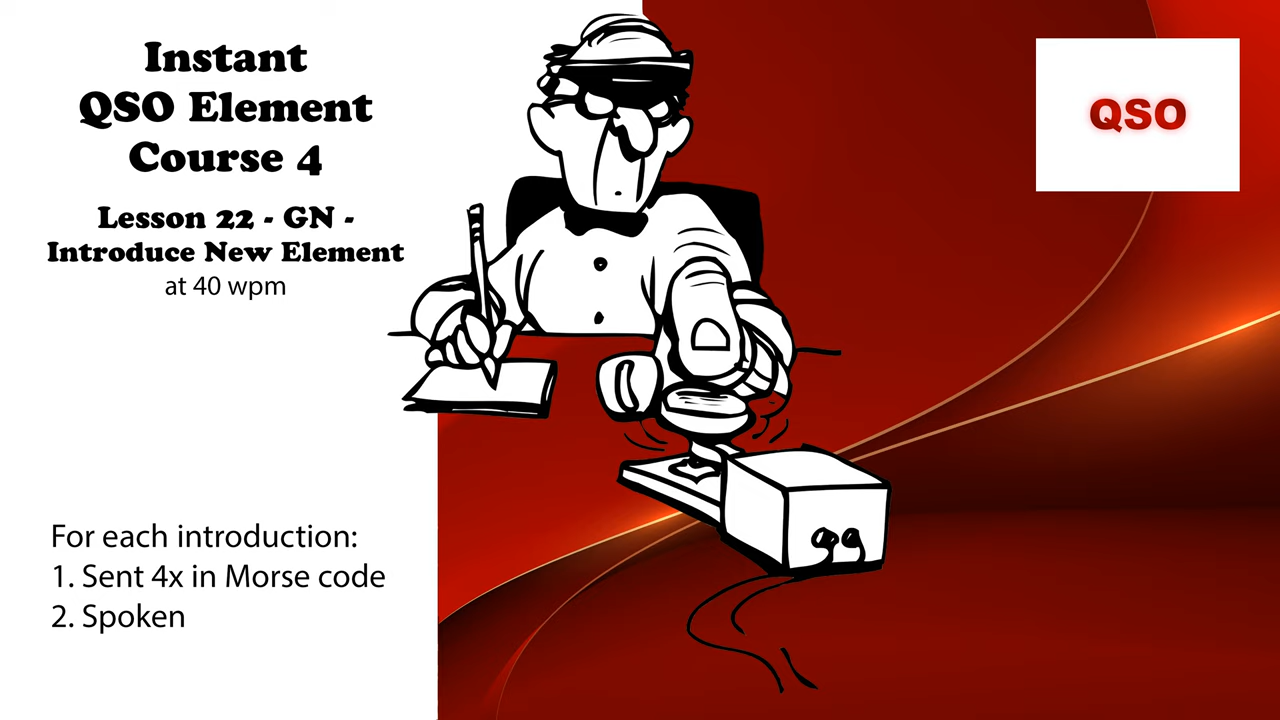 Instant
QSO Element
Course 4
Lesson 22 - GN -
Introduce New Element
at 40 wpm
QSO
For each introduction:
1. Sent 4x in Morse code
2. Spoken